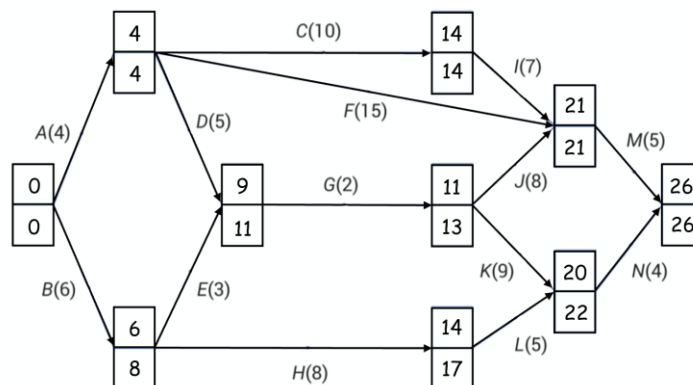 4
4
C(10)
14
14
I(7)
A(4)
D(5)
F(15)
21
21
M(5)
0
0
9
11
G(2)
11
13
J(8)
26
26
B(6)
E(3)
K(9)
20
22
N(4)
6
8
H(8)
14
17
L(5)